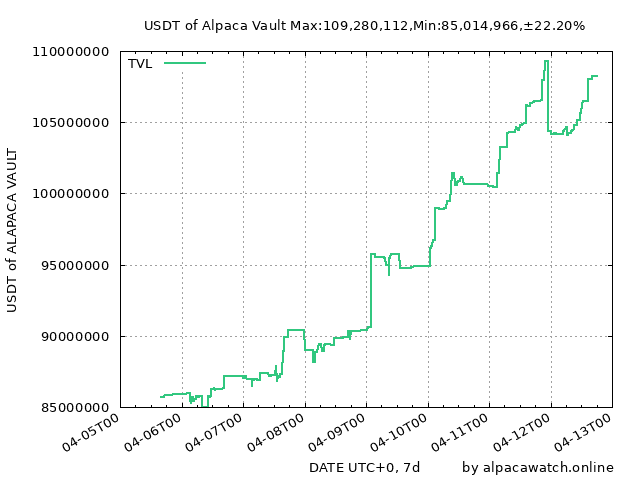 USDT of Alpaca Vault Max:109,280,112,Min:85,014,966,±22.20%
TVL
110000000
105000000
100000000
95000000
90000000
85000000
USDT of ALAPACA VAULT
04-05T00
04-06T00
04-07T00
04-08T00
04-09T00
04-10T00
04-11T00
04-12T00
04-13T00
DATE UTC+0, 7d
by alpacawatch.online